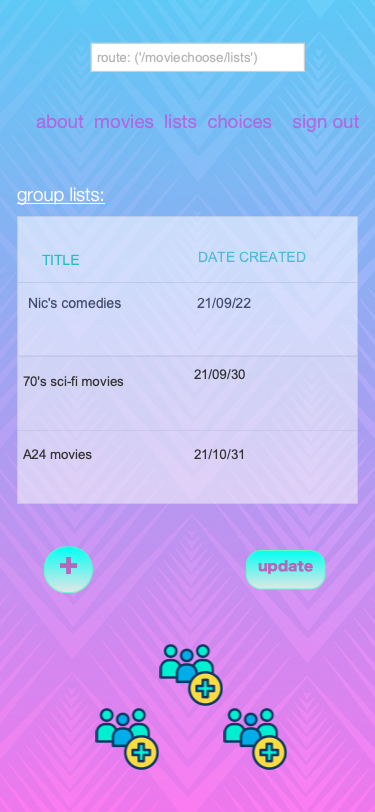 route: ('/moviechoose/lists')
about movies lists choices sign out
group lists:
TITLE DATE CREATED
Nic's comedies 21/09/22
70's sci-fi movies 21/09/30
A24 movies 21/10/31
+ update